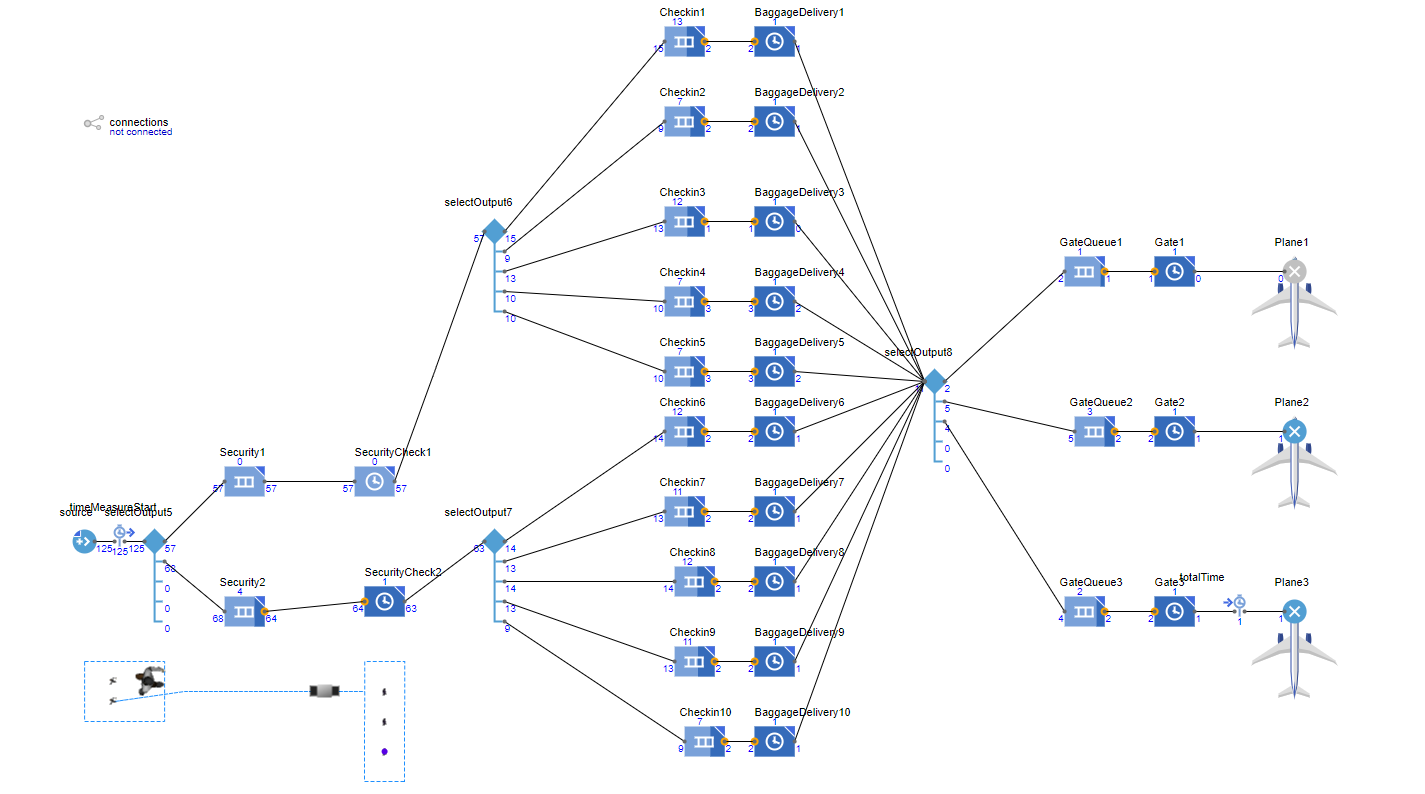 connections
not connected
source
timeMeasureStart
125
125
125
selectOutput5
57
68
0
0
0
Security1
0
57
57
SecurityCheck1
0
57
57
Security2
4
68
64
SecurityCheck2
1
64
63
selectOutput6
57
15
9
13
10
10
selectOutput7
63
14
13
14
13
9
Checkin1
13
15
2
BaggageDelivery1
1
2
1
Checkin2
7
9
2
BaggageDelivery2
1
2
1
Checkin3
12
13
1
BaggageDelivery3
1
1
0
Checkin4
7
10
3
BaggageDelivery4
1
3
2
Checkin5
7
10
3
BaggageDelivery5
1
3
2
Checkin6
12
14
2
BaggageDelivery6
1
2
1
Checkin7
11
13
2
BaggageDelivery7
1
2
1
Checkin8
12
14
2
BaggageDelivery8
1
2
1
Checkin9
11
13
2
BaggageDelivery9
1
2
1
Checkin10
7
9
2
BaggageDelivery10
1
2
1
selectOutput8
2
5
4
0
0
GateQueue1
1
2
1
Gate1
1
1
0
Plane1
0
GateQueue2
3
5
2
Gate2
1
2
1
Plane2
1
GateQueue3
2
4
2
Gate3
1
2
1
totalTime
1
Plane3
1